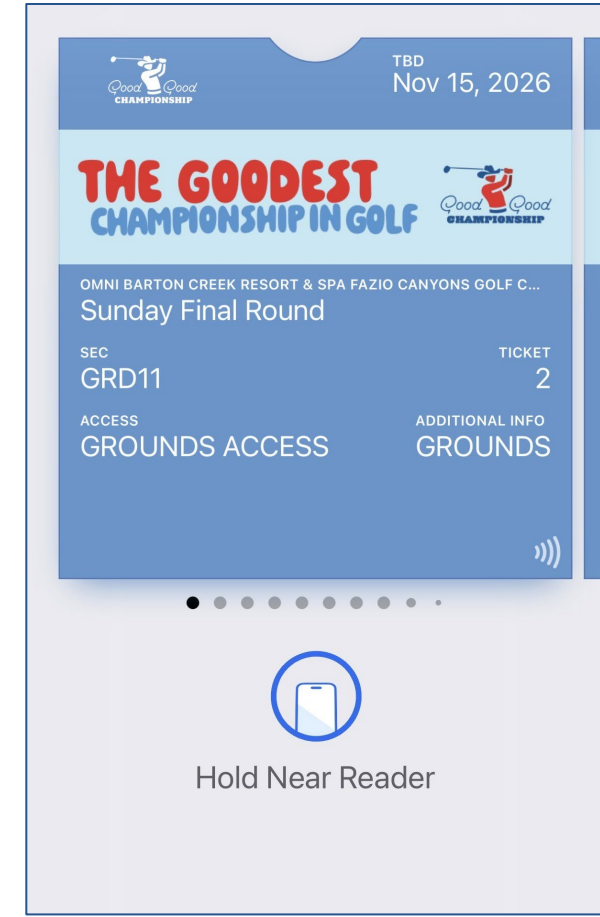 Good Good
CHAMPIONSHIP
TBD
Nov 15, 2026
THE GOODEST
CHAMPIONSHIP IN GOLF
Good Good
CHAMPIONSHIP
OMNI BARTON CREEK RESORT & SPA FAZIO CANYONS GOLF C...
Sunday Final Round
SEC
GRD11
TICKET
2
ACCESS
GROUNDS ACCESS
ADDITIONAL INFO
GROUNDS
Hold Near Reader